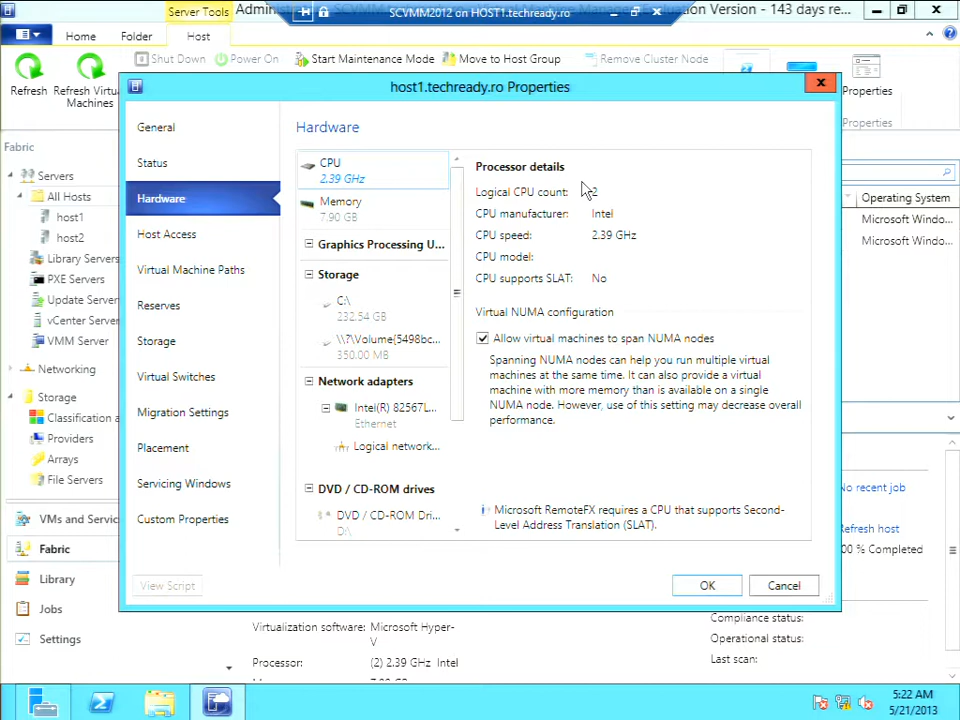 Server Tools
Admini
SCVMM2012 on HOST1.techready.ro
Evaluation Version - 143 days re...
Home
Folder
Host
Refresh
Refresh Virtu
Machines
Shut Down
Power On
Start Maintenance Mode
Move to Host Group
Remove Cluster Node
Properties
Properties
host1.techready.ro Properties
Fabric
Servers
All Hosts
host1
host2
Library Servers
PXE Servers
Update Server
vCenter Server
VMM Server
Networking
Storage
Classification a
Providers
Arrays
File Servers
VMs and Servic
Fabric
Library
Jobs
Settings
General
Status
Hardware
Host Access
Virtual Machine Paths
Reserves
Storage
Virtual Switches
Migration Settings
Placement
Servicing Windows
Custom Properties
View Script
Hardware
CPU
2.39 GHz
Memory
7.90 GB
Graphics Processing U...
Storage
C:\
232.54 GB
\\?\Volume{5498bc...
350.00 MB
Network adapters
Intel(R) 82567L...
Ethernet
Logical network...
DVD / CD-ROM drives
DVD / CD-ROM Dri...
D:\
Processor details
Logical CPU count: 2
CPU manufacturer: Intel
CPU speed: 2.39 GHz
CPU model:
CPU supports SLAT: No
Virtual NUMA configuration
Allow virtual machines to span NUMA nodes
Spanning NUMA nodes can help you run multiple virtual
machines at the same time. It can also provide a virtual
machine with more memory than is available on a single
NUMA node. However, use of this setting may decrease overall
performance.
Microsoft RemoteFX requires a CPU that supports Second-
Level Address Translation (SLAT).
OK
Cancel
Operating System
Microsoft Windo...
Microsoft Windo...
No recent job
Refresh host
00 % Completed
Virtualization software: Microsoft Hyper-
V
Processor: (2) 2.39 GHz Intel
Compliance status:
Operational status:
Last scan:
5:22 AM
5/21/2013